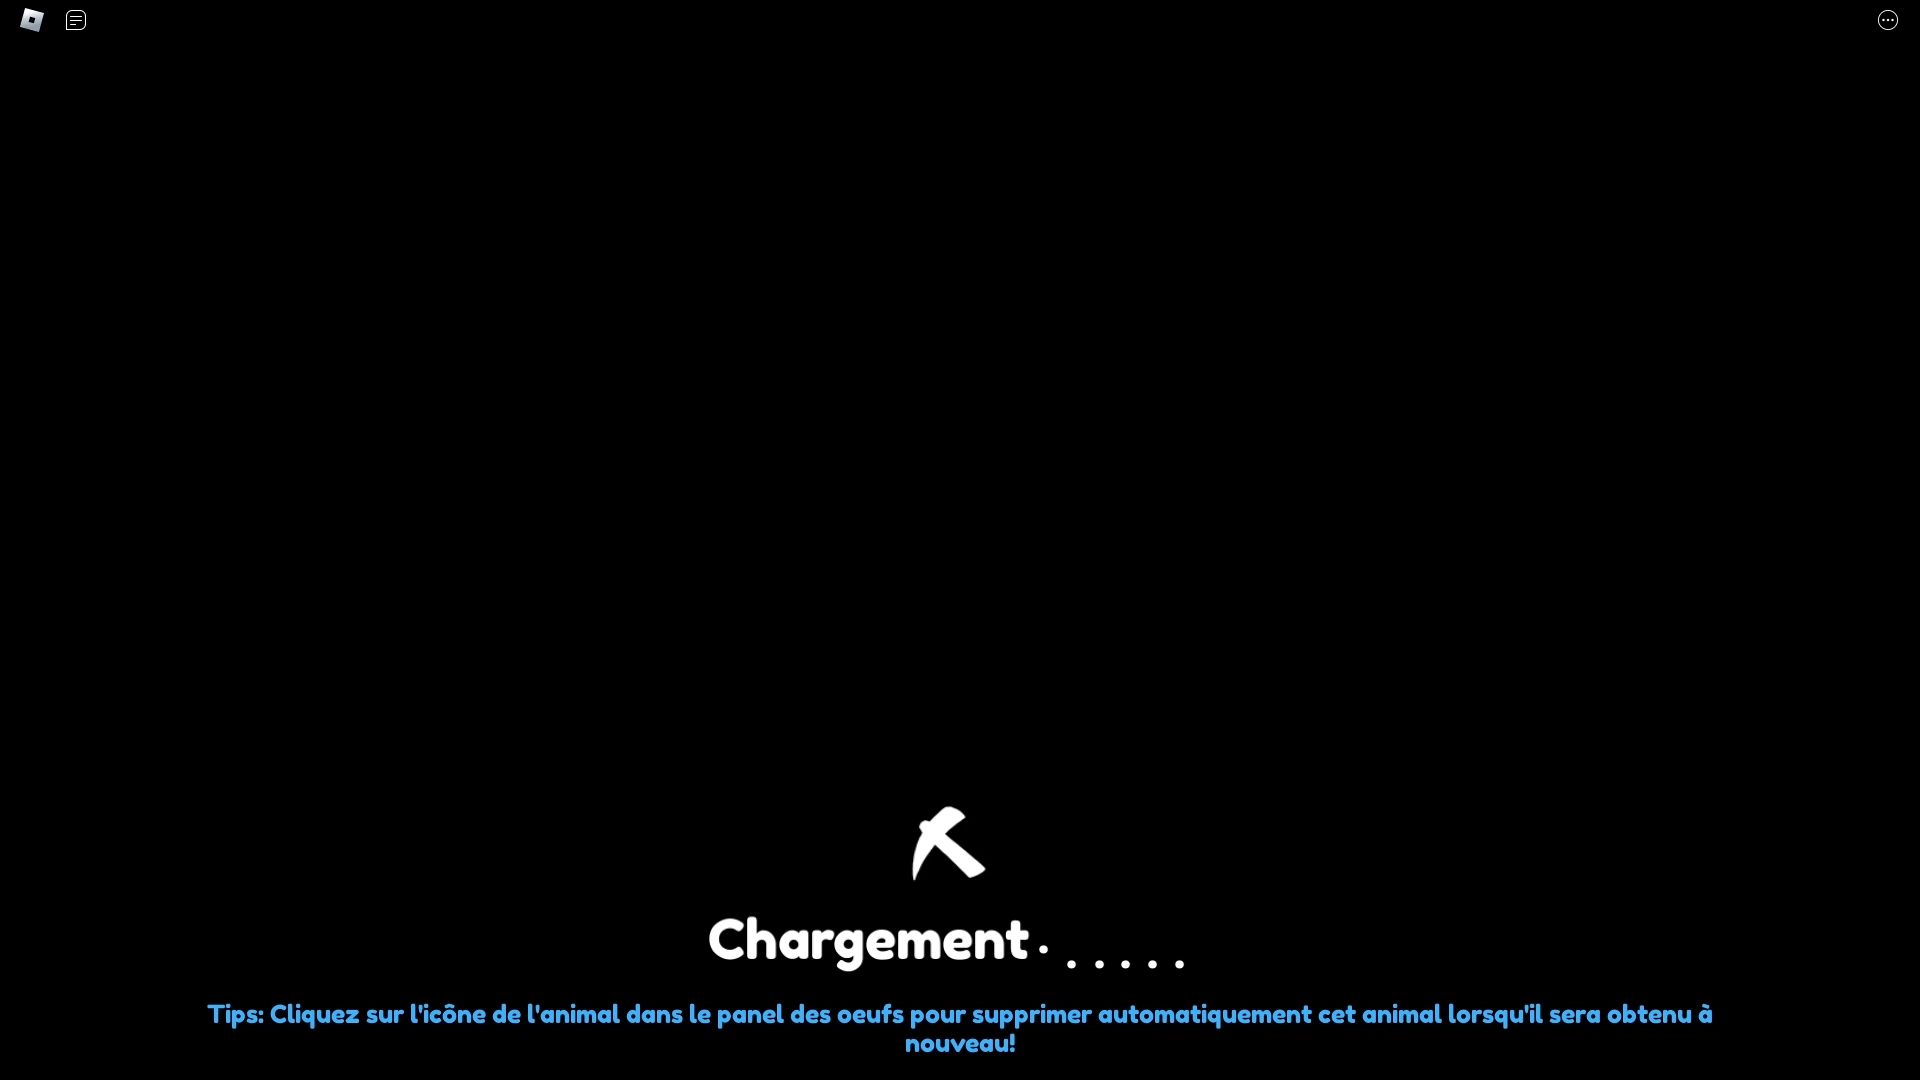 Chargement......
Tips: Cliquez sur l'icône de l'animal dans le panel des oeufs pour supprimer automatiquement cet animal lorsqu'il sera obtenu à
nouveau!